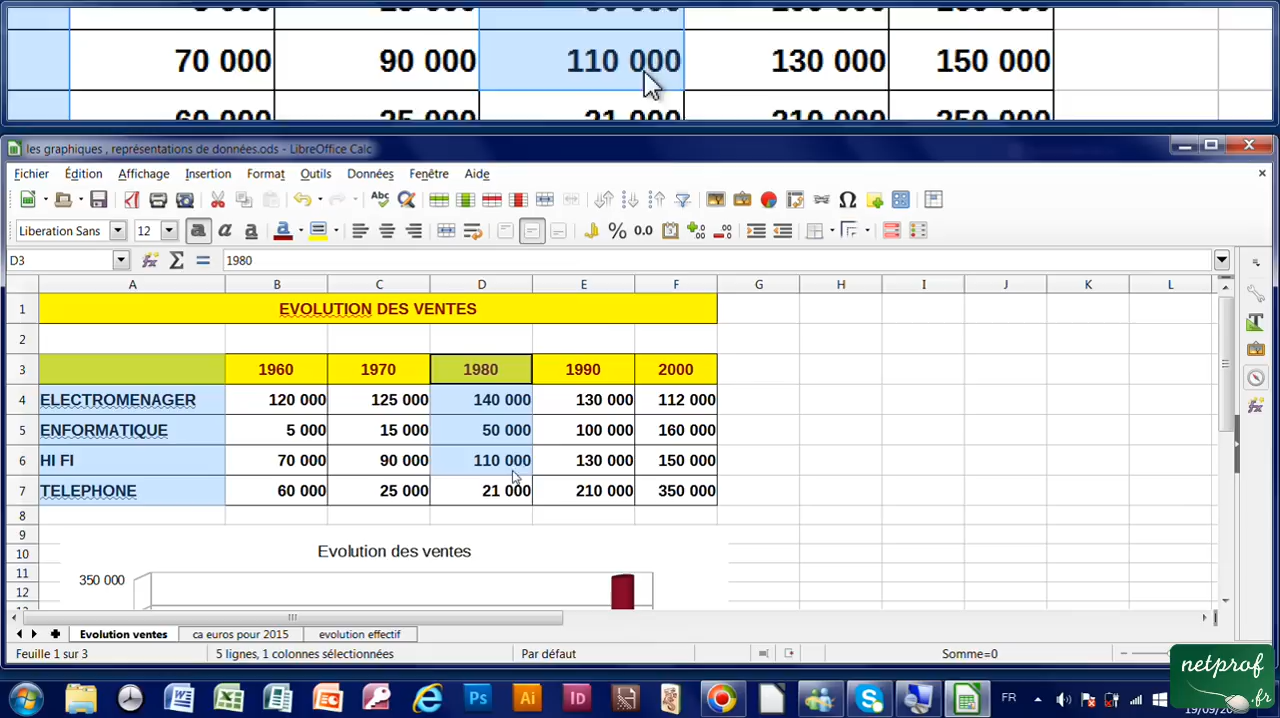 70 000 90 000 110 000 130 000 150 000
les graphiques , représentations de données.ods - LibreOffice Calc
Fichier Édition Affichage Insertion Format Outils Données Fenêtre Aide
Liberation Sans 12
D3 1980
A B C D E F G H I J K L
1 EVOLUTION DES VENTES
2
3 1960 1970 1980 1990 2000
4 ELECTROMENAGER 120 000 125 000 140 000 130 000 112 000
5 ENFORMATIQUE 5 000 15 000 50 000 100 000 160 000
6 HI FI 70 000 90 000 110 000 130 000 150 000
7 TELEPHONE 60 000 25 000 21 000 210 000 350 000
8
9
10 Evolution des ventes
11 350 000
12
Evolution ventes ca euros pour 2015 evolution effectif
Feuille 1 sur 3 5 lignes, 1 colonnes sélectionnées Par défaut Somme=0
netprof
.fr
Ps Ai ID FR